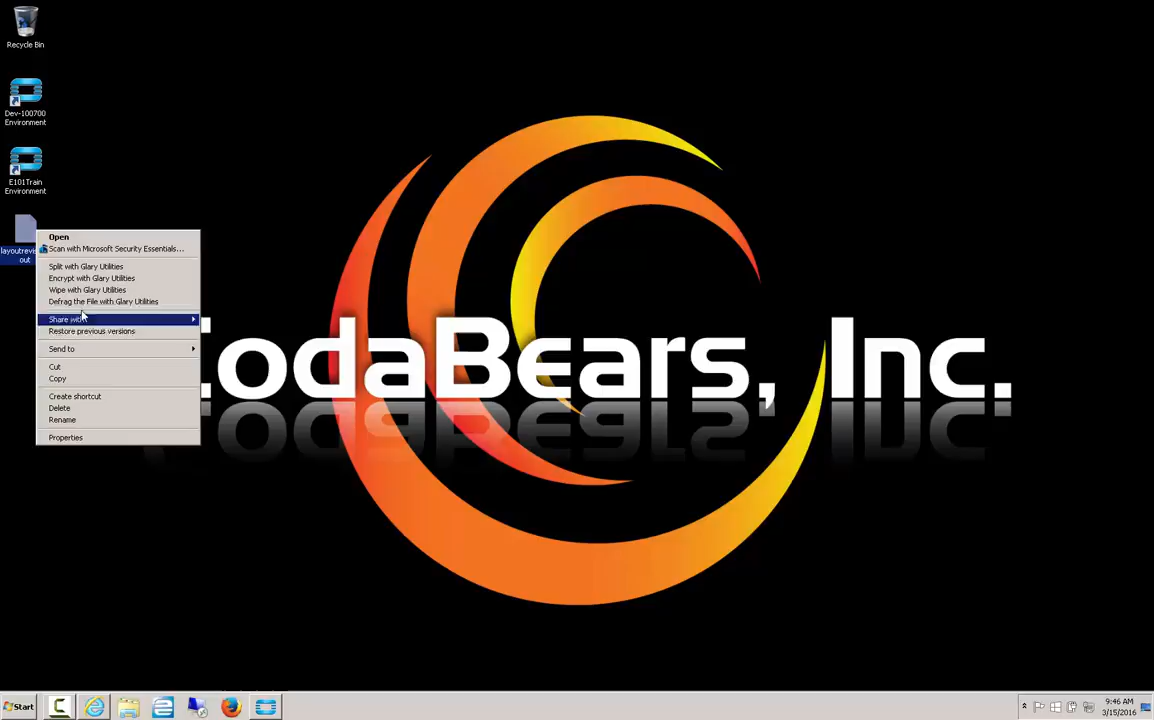 Recycle Bin
Dev-100700
Environment
E101Train
Environment
out
Open
Scan with Microsoft Security Essentials...
Split with Glary Utilities
Encrypt with Glary Utilities
Wipe with Glary Utilities
Defrag the File with Glary Utilities
Share with
Restore previous versions
Send to
Cut
Copy
Create shortcut
Delete
Rename
Properties
odaBears, Inc.
Start
9:46 AM
3/15/2016